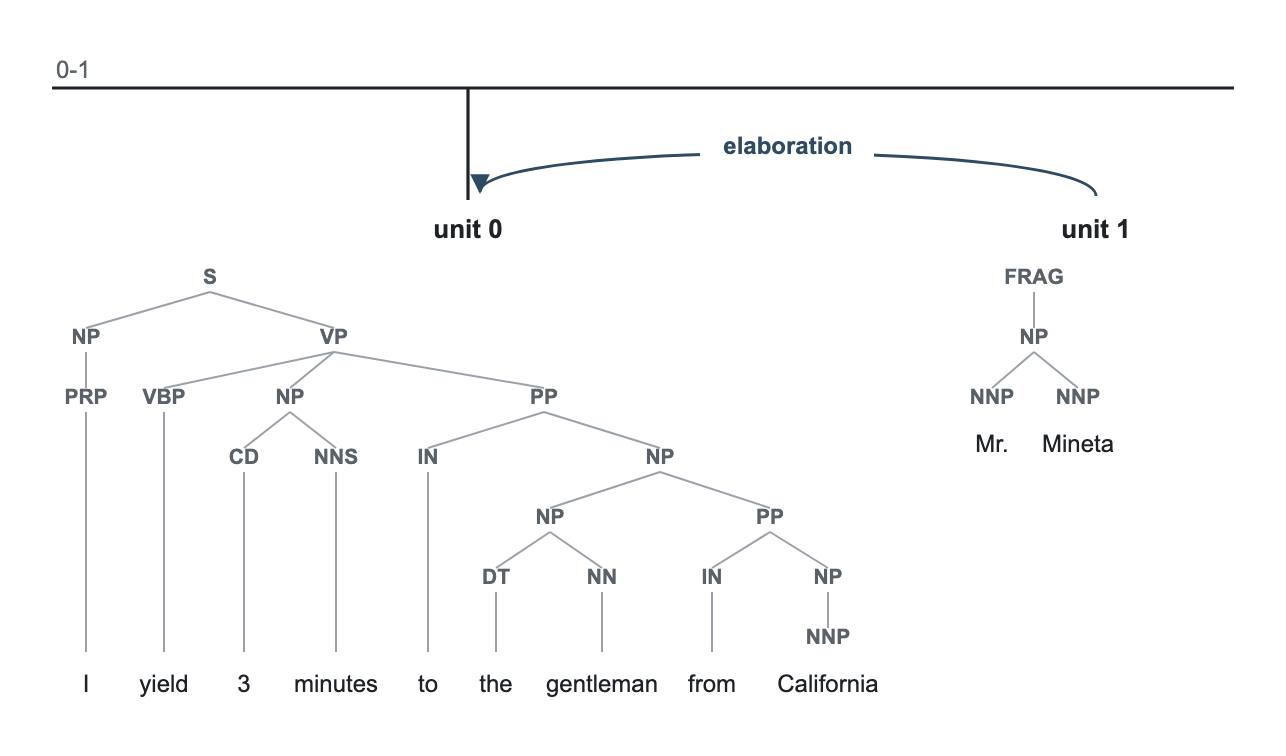 0-1
elaboration
unit 0 unit 1
S FRAG
NP VP NP
PRP VBP NP PP NNP NNP
Mr. Mineta
CD NNS IN NP
NP PP
DT NN IN NP
NNP
I yield 3 minutes to the gentleman from California